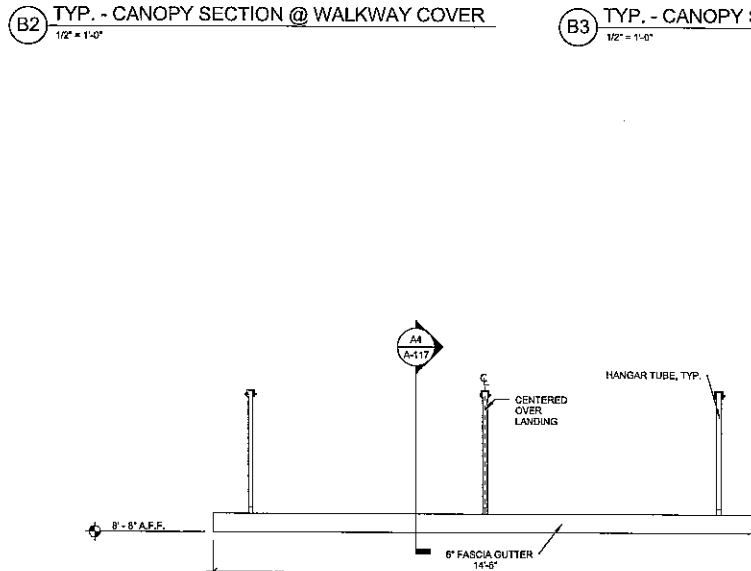 B2 TYP. - CANOPY SECTION @ WALKWAY COVER
1/2" = 1'-0"
B3 TYP. - CANOPY
1/2" = 1'-0"
A4
A-117
HANGAR TUBE, TYP.
CENTERED
OVER
LANDING
8' - 8" A.F.F.
6" FASCIA GUTTER
14'-6"